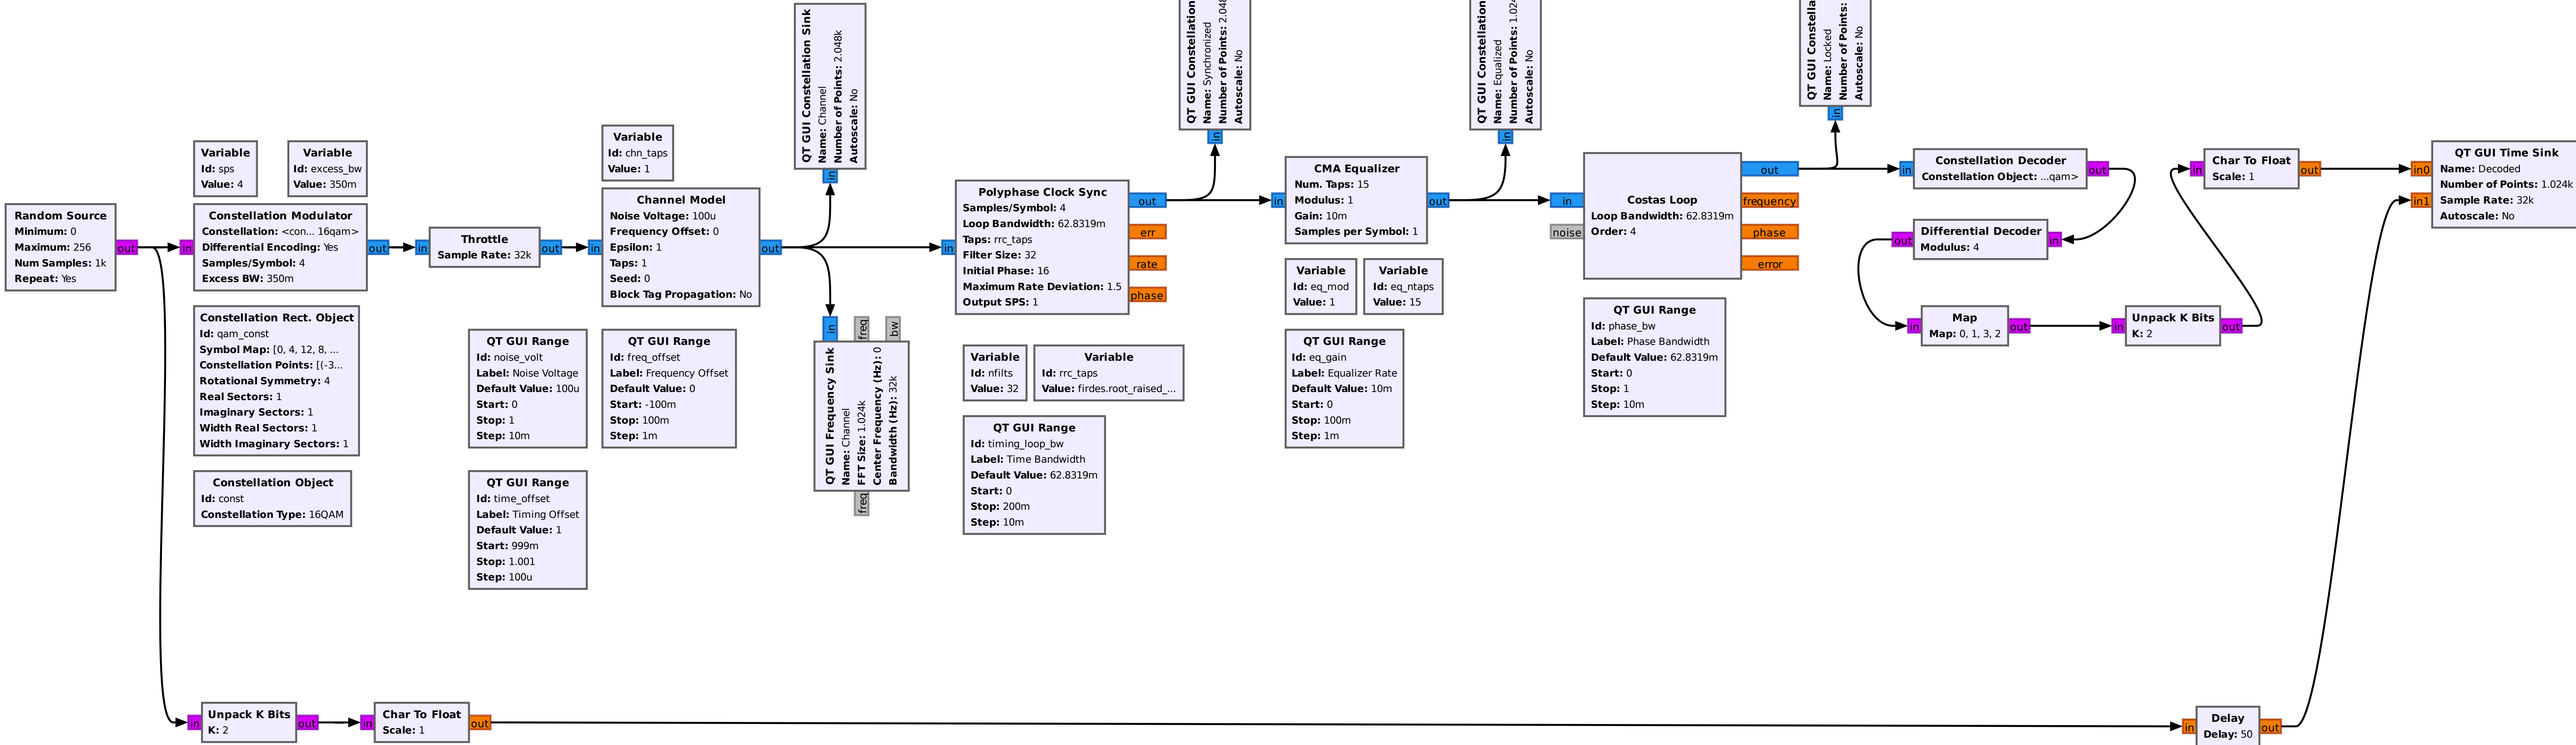 Random Source
Minimum: 0
Maximum: 256
Num Samples: 1k
Repeat: Yes
out
Variable
Id: sps
Value: 4
Variable
Id: excess_bw
Value: 350m
in
Constellation Modulator
Constellation: <con... 16qam>
Differential Encoding: Yes
Samples/Symbol: 4
Excess BW: 350m
out
Constellation Rect. Object
Id: qam_const
Symbol Map: [0, 4, 12, 8, ...
Constellation Points: [(-3...
Rotational Symmetry: 4
Real Sectors: 1
Imaginary Sectors: 1
Width Real Sectors: 1
Width Imaginary Sectors: 1
Constellation Object
Id: const
Constellation Type: 16QAM
in
Throttle
Sample Rate: 32k
out
QT GUI Range
Id: noise_volt
Label: Noise Voltage
Default Value: 100u
Start: 0
Stop: 1
Step: 10m
QT GUI Range
Id: time_offset
Label: Timing Offset
Default Value: 1
Start: 999m
Stop: 1.001
Step: 100u
Variable
Id: chn_taps
Value: 1
in
Channel Model
Noise Voltage: 100u
Frequency Offset: 0
Epsilon: 1
Taps: 1
Seed: 0
Block Tag Propagation: No
out
QT GUI Range
Id: freq_offset
Label: Frequency Offset
Default Value: 0
Start: -100m
Stop: 100m
Step: 1m
QT GUI Constellation Sink
Name: Channel
Number of Points: 2.048k
Autoscale: No
in
in
freq
bw
QT GUI Frequency Sink
Name: Channel
FFT Size: 1.024k
Center Frequency (Hz): 0
Bandwidth (Hz): 32k
freq
in
Polyphase Clock Sync
Samples/Symbol: 4
Loop Bandwidth: 62.8319m
Taps: rrc_taps
Filter Size: 32
Initial Phase: 16
Maximum Rate Deviation: 1.5
Output SPS: 1
out
err
rate
phase
Variable
Id: nfilts
Value: 32
Variable
Id: rrc_taps
Value: firdes.root_raised_...
QT GUI Range
Id: timing_loop_bw
Label: Time Bandwidth
Default Value: 62.8319m
Start: 0
Stop: 200m
Step: 10m
QT GUI Constellation
Name: Synchronized
Number of Points:
Autoscale: No
in
in
CMA Equalizer
Num. Taps: 15
Modulus: 1
Gain: 10m
Samples per Symbol: 1
out
Variable
Id: eq_mod
Value: 1
Variable
Id: eq_ntaps
Value: 15
QT GUI Range
Id: eq_gain
Label: Equalizer Rate
Default Value: 10m
Start: 0
Stop: 100m
Step: 1m
QT GUI Constellation
Name: Equalized
Number of Points:
Autoscale: No
in
in
noise
Costas Loop
Loop Bandwidth: 62.8319m
Order: 4
out
frequency
phase
error
QT GUI Range
Id: phase_bw
Label: Phase Bandwidth
Default Value: 62.8319m
Start: 0
Stop: 1
Step: 10m
QT GUI
Name: Locked
Number of Points:
Autoscale: No
in
in
Constellation Decoder
Constellation Object: ...qam>
out
out
Differential Decoder
Modulus: 4
in
in
Map
Map: 0, 1, 3, 2
out
in
Unpack K Bits
K: 2
out
in
Char To Float
Scale: 1
out
in0
in1
QT GUI Time Sink
Name: Decoded
Number of Points: 1.024k
Sample Rate: 32k
Autoscale: No
in
Unpack K Bits
K: 2
out
in
Char To Float
Scale: 1
out
in
Delay
Delay: 50
out